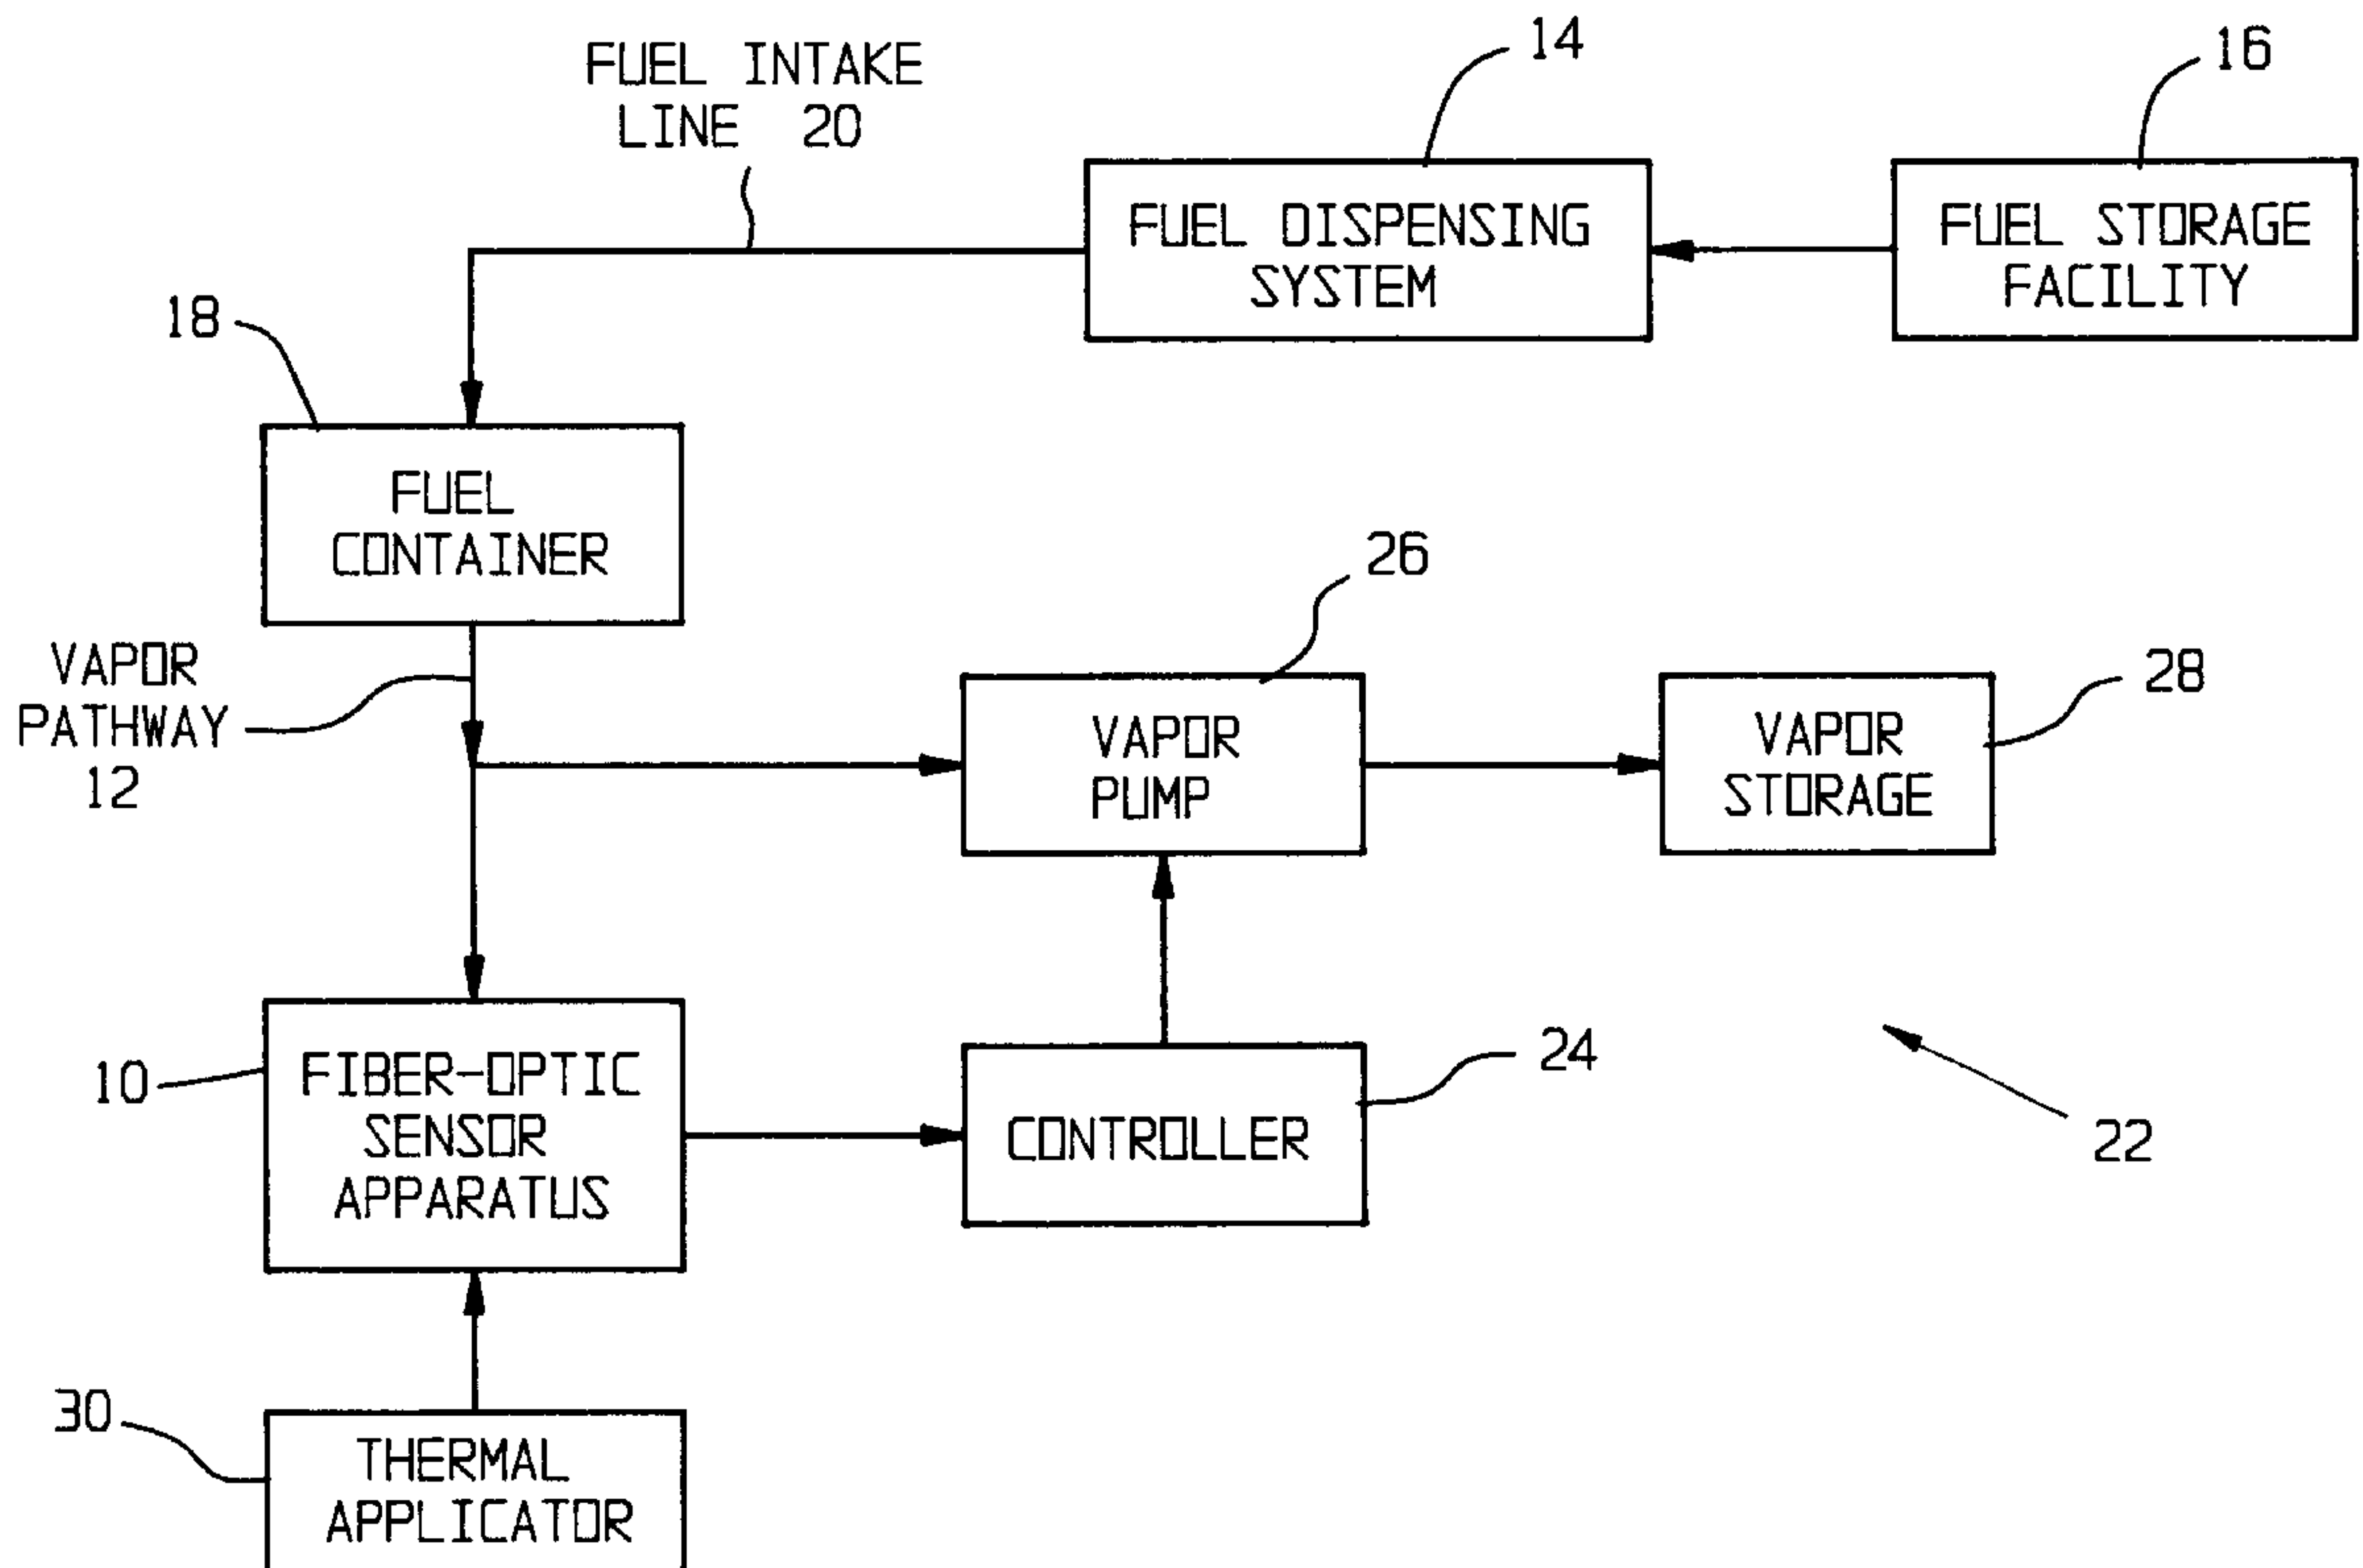 FUEL INTAKE
LINE 20
14
16
FUEL DISPENSING
SYSTEM
FUEL STORAGE
FACILITY
18
FUEL
CONTAINER
26
VAPOR
PATHWAY
12
VAPOR
PUMP
28
VAPOR
STORAGE
10
FIBER-OPTIC
SENSOR
APPARATUS
24
CONTROLLER
22
30
THERMAL
APPLICATOR